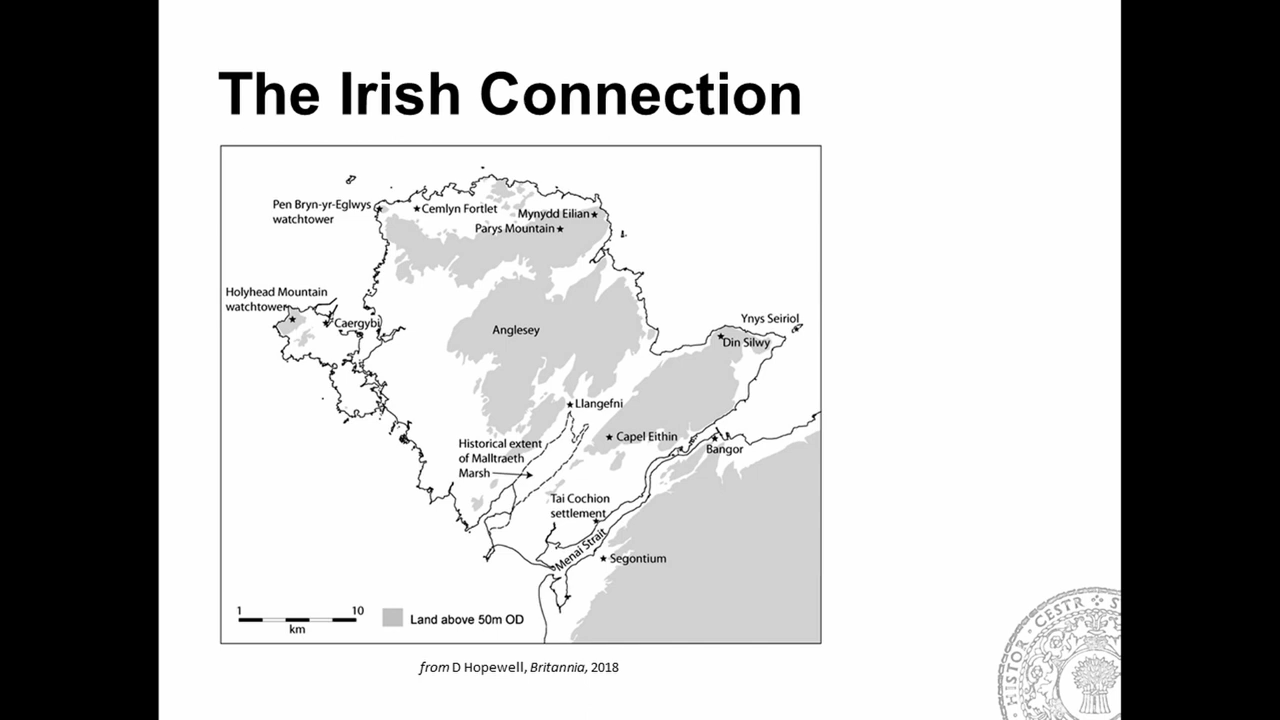 The Irish Connection
Pen Bryn-yr-Eglwys
watchtower
Cemlyn Fortlet
Mynydd Eilian
Parys Mountain
Holyhead Mountain
watchtower
Caergybi
Anglesey
Ynys Seiriol
Din Silwy
Llangefni
Historical extent
of Malltraeth
Marsh
Capel Eithin
Bangor
Tai Cochion
settlement
Menai Strait
Segontium
1 10
km
Land above 50m OD
from D Hopewell, Britannia, 2018
HISTOR CESTR S